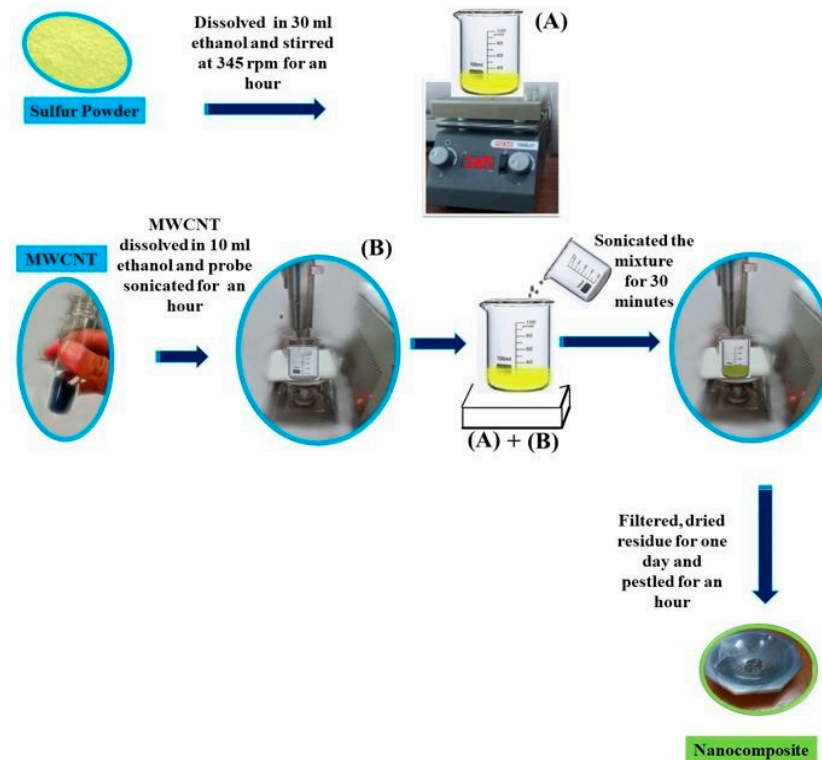 Dissolved in 30 ml
ethanol and stirred
at 345 rpm for an
hour
(A)
Sulfur Powder
345
MWCNT
MWCNT
dissolved in 10 ml
ethanol and probe
sonicated for an
hour
(B)
Sonicated the
mixture
for 30
minutes
(A) + (B)
Filtered, dried
residue for one
day and
pestled for an
hour
Nanocomposite